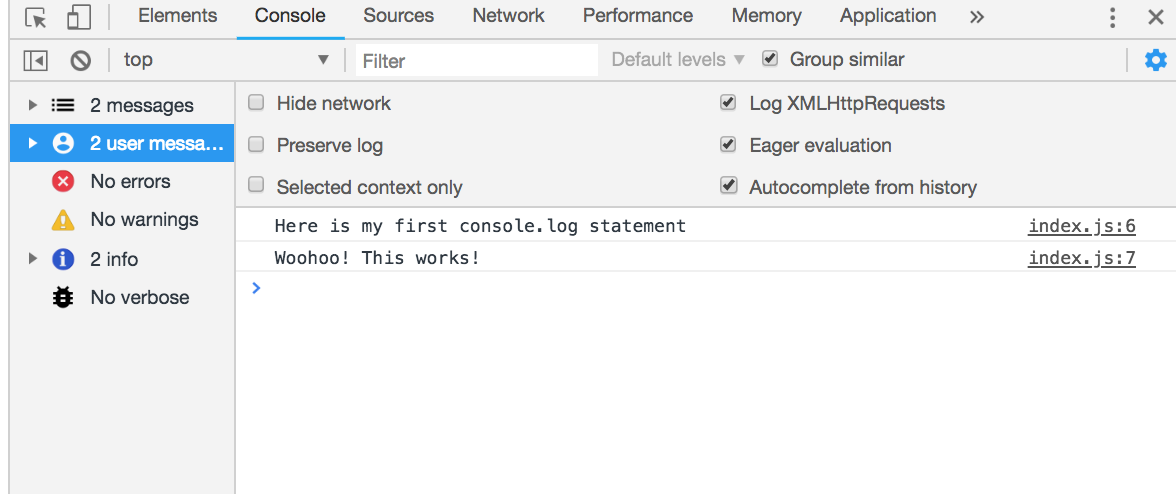 Elements Console Sources Network Performance Memory Application »
top Filter Default levels Group similar
2 messages
2 user messa...
No errors
No warnings
2 info
No verbose
Hide network Log XMLHttpRequests
Preserve log Eager evaluation
Selected context only Autocomplete from history
Here is my first console.log statement index.js:6
Woohoo! This works! index.js:7
>